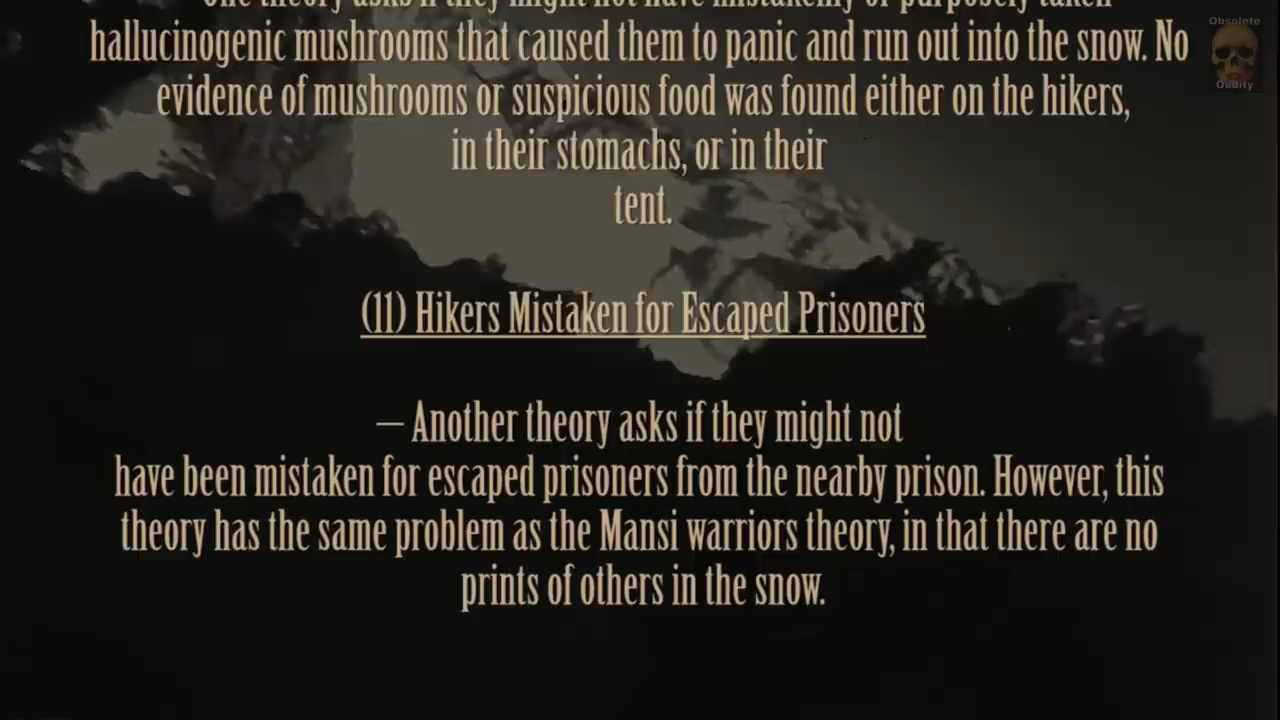 One theory asks if they might not have mistakenly or purposely taken
hallucinogenic mushrooms that caused them to panic and run out into the snow. No
evidence of mushrooms or suspicious food was found either on the hikers,
in their stomachs, or in their
tent.
(11) Hikers Mistaken for Escaped Prisoners
– Another theory asks if they might not
have been mistaken for escaped prisoners from the nearby prison. However, this
theory has the same problem as the Mansi warriors theory, in that there are no
prints of others in the snow.
Obsolete
Oddity